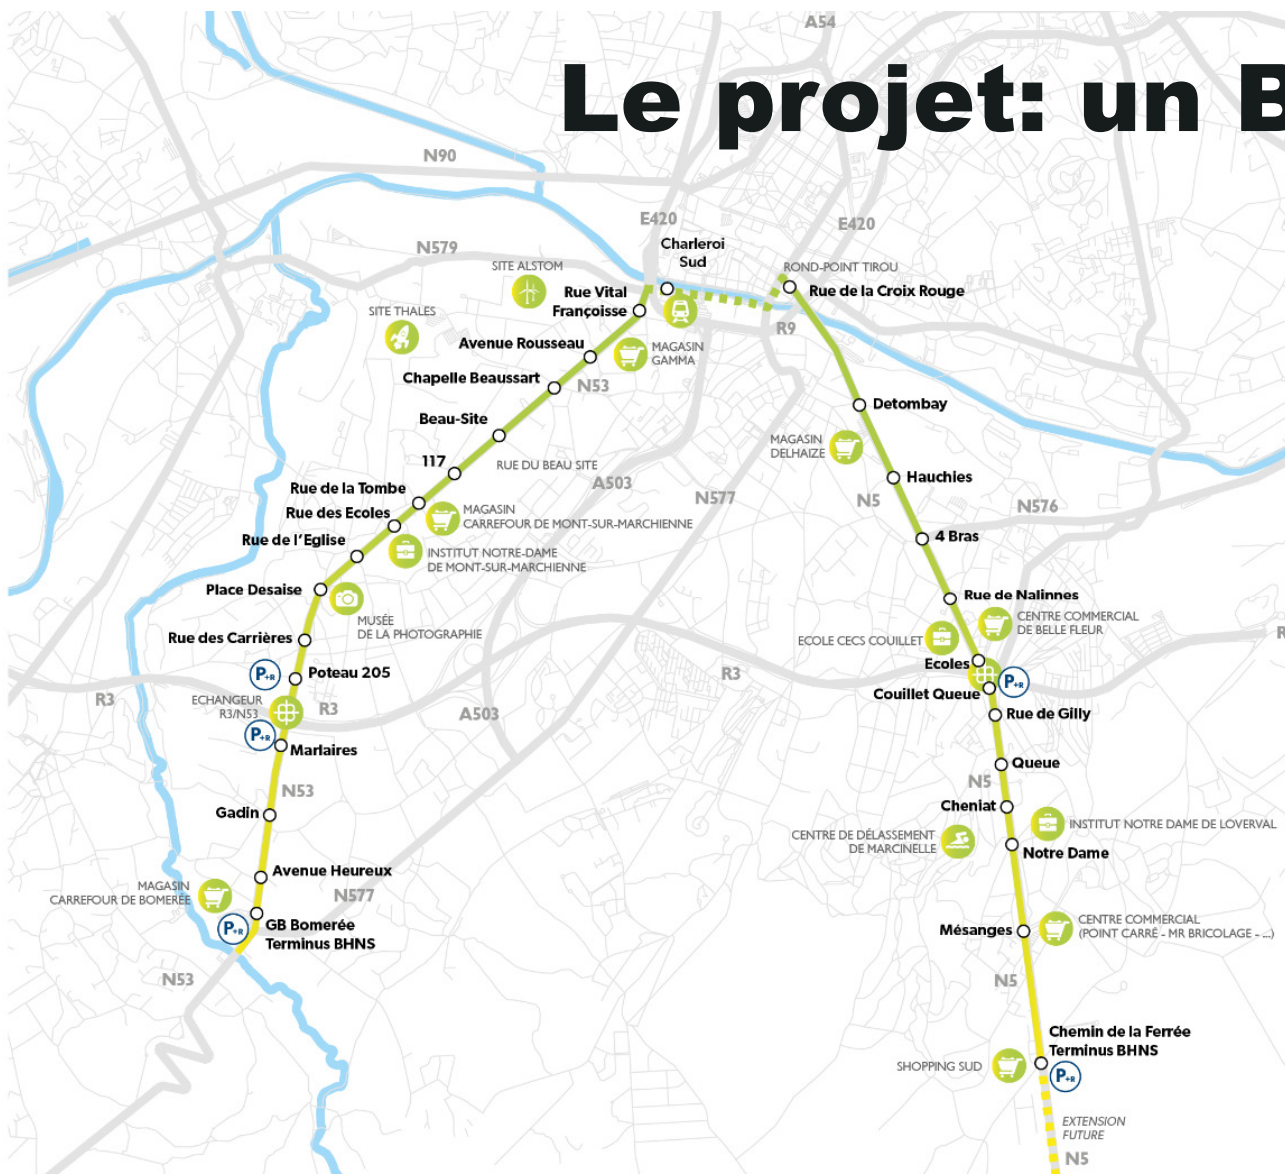 A54
Le projet: un B
N90
E420
E420
Charleroi
Sud
N579
SITE ALSTOM
ROND-POINT TIROU
Rue Vital
Françoisse
Rue de la Croix Rouge
SITE THALES
R9
Avenue Rousseau
MAGASIN
GAMMA
Chapelle Beaussart
N53
Detombay
Beau-Site
MAGASIN
DELHAIZE
117
RUE DU BEAU SITE
Hauchies
A503
N577
N5
N576
Rue de la Tombe
Rue des Ecoles
MAGASIN
CARREFOUR DE MONT-SUR-MARCHIENNE
Rue de l'Eglise
4 Bras
INSTITUT NOTRE-DAME
DE MONT-SUR-MARCHIENNE
Place Desaise
Rue de Nalinnes
MUSÉE
DE LA PHOTOGRAPHIE
CENTRE COMMERCIAL
DE BELLE FLEUR
Rue des Carrières
ECOLE CECS COUILLET
R
Ecoles
P+R
Poteau 205
R3
P+R
Couillet Queue
R3
ECHANGEUR
R3/N53
R3
A503
Rue de Gilly
P+R
Marlaires
Queue
N53
N5
Gadin
Cheniat
INSTITUT NOTRE DAME DE LOVERVAL
CENTRE DE DÉLASSEMENT
DE MARCINELLE
Notre Dame
Avenue Heureux
MAGASIN
CARREFOUR DE BOMERÉE
N577
P+R
GB Bomerée
Terminus BHNS
Mésanges
CENTRE COMMERCIAL
(POINT CARRÉ - MR BRICOLAGE - ...)
N53
N5
Chemin de la Ferrée
Terminus BHNS
SHOPPING SUD
P+R
EXTENSION
FUTURE
N5